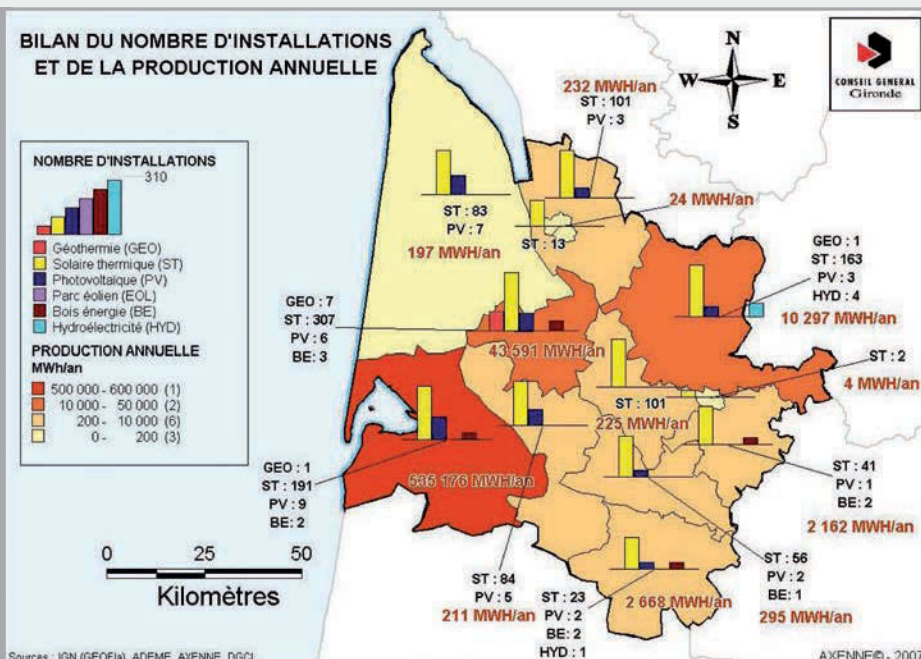 BILAN DU NOMBRE D'INSTALLATIONS
ET DE LA PRODUCTION ANNUELLE
N
W
E
S
CONSEIL GENERAL
Gironde
NOMBRE D'INSTALLATIONS
310
Géothermie (GEO)
Solaire thermique (ST)
Photovoltaïque (PV)
Parc éolien (EOL)
Bois énergie (BE)
Hydroélectricité (HYD)
PRODUCTION ANNUELLE
MWh/an
500 000 - 600 000 (1)
10 000 - 50 000 (2)
200 - 10 000 (6)
0 - 200 (3)
232 MWH/an
ST : 101
PV : 3
24 MWH/an
ST : 13
ST : 83
PV : 7
197 MWH/an
GEO : 1
ST : 163
PV : 3
HYD : 4
10 297 MWH/an
GEO : 7
ST : 307
PV : 6
BE : 3
43 591 MWH/an
ST : 2
4 MWH/an
ST : 101
225 MWH/an
535 176 MWH/an
GEO : 1
ST : 191
PV : 9
BE: 2
ST : 41
PV : 1
BE : 2
2 162 MWH/an
ST : 84
PV : 5
211 MWH/an
ST : 23
PV : 2
BE : 2
HYD : 1
2 668 MWH/an
ST : 56
PV : 2
BE : 1
295 MWH/an
0 25 50
Kilomètres
Sources : IGN (GEOFla), ADEME, AXENNE, DGCL
AXENNE© -